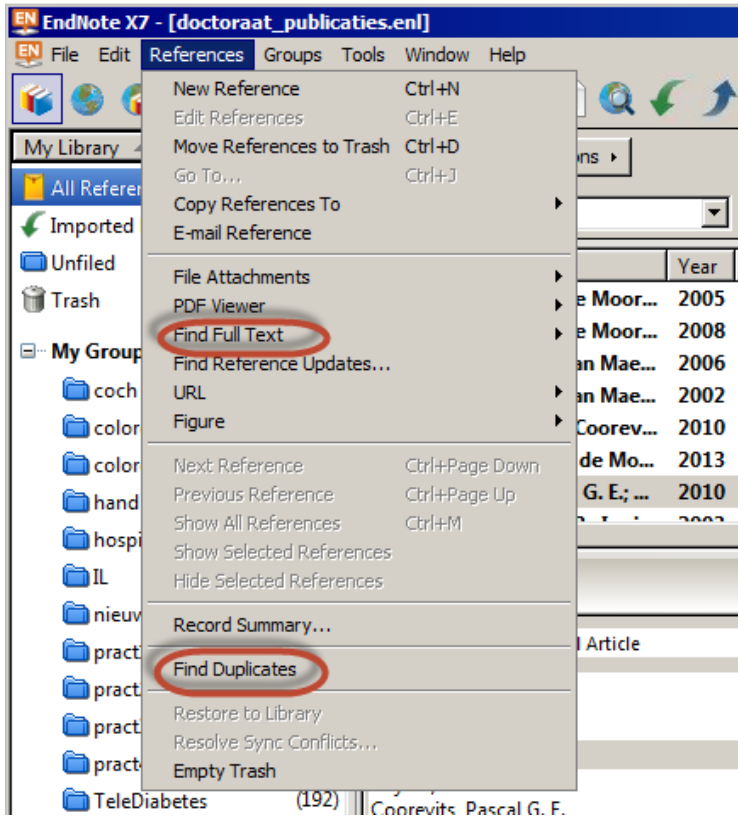 EndNote X7 - [doctoraat_publicaties.enl]
EN File Edit References Groups Tools Window Help
New Reference Ctrl+N
Edit References Ctrl+E
My Library
Move References to Trash Ctrl+D
ons
Go To... Ctrl+J
All Referen
Copy References To
Imported
E-mail Reference
Unfiled
Year
File Attachments
Trash
PDF Viewer
e Moor... 2005
Find Full Text
e Moor... 2008
My Group
Find Reference Updates...
an Mae... 2006
coch
URL
an Mae... 2002
color
Figure
Coorev... 2010
color
Next Reference Ctrl+Page Down
de Mo... 2013
hand
Previous Reference Ctrl+Page Up
G. E.; ... 2010
Show All References Ctrl+M
hospi
Show Selected References
IL
Hide Selected References
nieuw
Record Summary...
pract
l Article
Find Duplicates
pract
Restore to Library
pract
Resolve Sync Conflicts...
pract
Empty Trash
TeleDiabetes (192)
Coorevits, Pascal G. E.